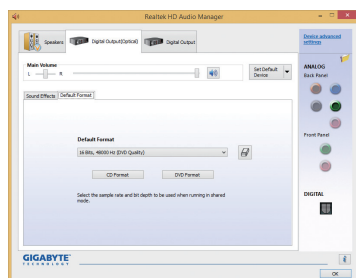 Realtek HD Audio Manager
Speakers
Digital Output(Optical)
Digital Output
Device advanced
settings
Main Volume
L
R
Set Default
Device
ANALOG
Back Panel
Sound Effects
Default Format
Default Format
16 Bits, 48000 Hz (DVD Quality)
CD Format
DVD Format
Select the sample rate and bit depth to be used when running in shared
mode.
Front Panel
DIGITAL
GIGABYTE
TECHNOLOGY
OK